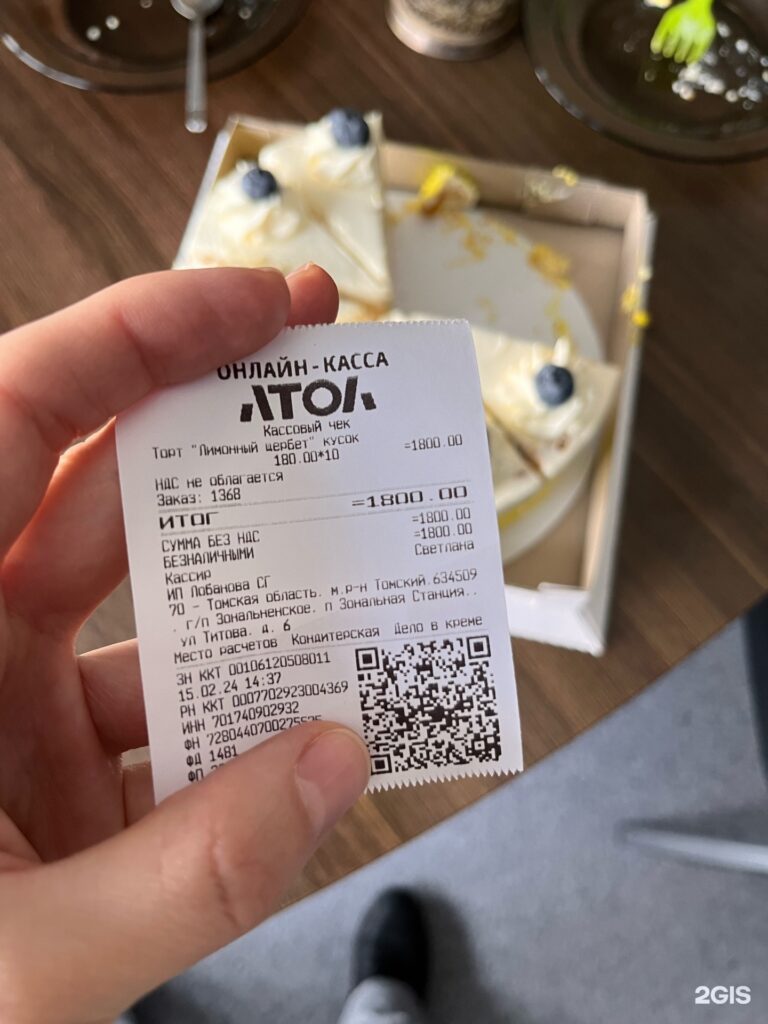 ОНЛАЙН-КАССА
АТОЛ
Кассовый чек
Торт "Лимонный щербет" кусок
180.00*10 =1800.00
НДС не облагается
Заказ: 1368
ИТОГ =1800.00
СУММА БЕЗ НДС =1800.00
БЕЗНАЛИЧНЫМИ =1800.00
Кассир Светлана
ИП Лобанова СГ
70 - Томская область. м.р-н Томский.634509
. г/п Зональненское. п Зональная Станция..
ул Титова. д. 6
Место расчетов Кондитерская Дело в креме
ЗН ККТ 00106120508011
15.02.24 14:37
РН ККТ 0007702923004369
ИНН 701740902932
ФН
ФД 1481
ФП
2GIS